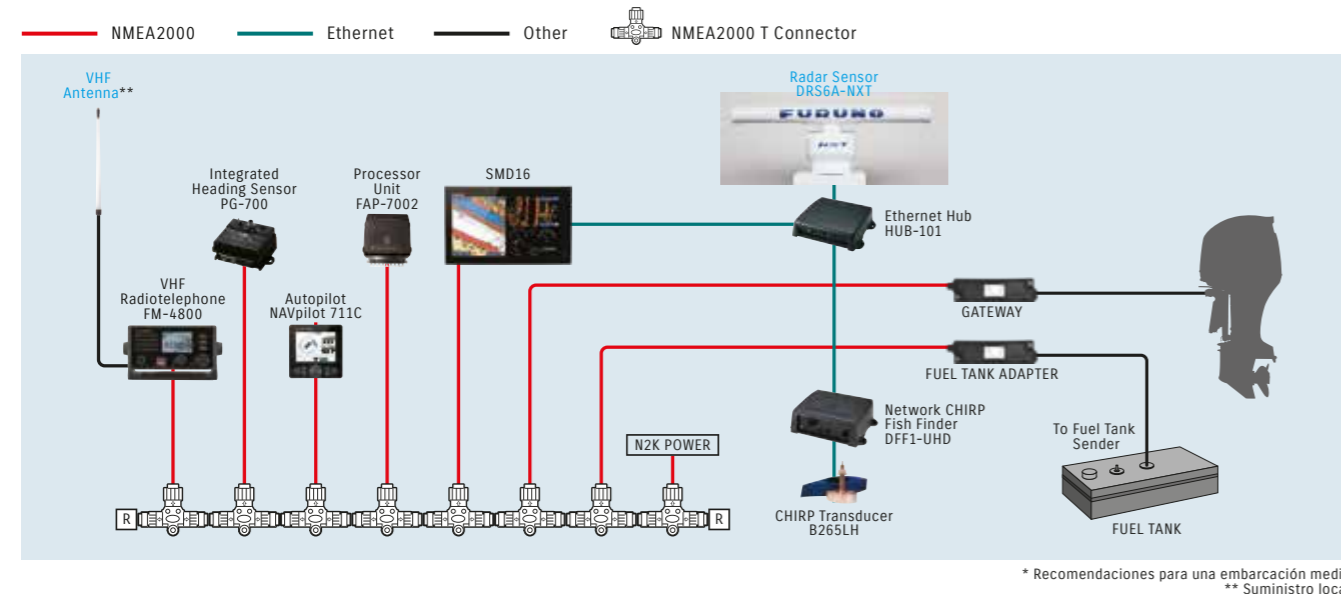 NMEA2000
Ethernet
Other
NMEA2000 T Connector
VHF
Antenna**
Radar Sensor
DRS6A-NXT
FURUNO
NXT
Integrated
Heading Sensor
PG-700
Processor
Unit
FAP-7002
SMD16
Ethernet Hub
HUB-101
VHF
Radiotelephone
FM-4800
Autopilot
NAVpilot 711C
GATEWAY
FUEL TANK ADAPTER
Network CHIRP
Fish Finder
DFF1-UHD
To Fuel Tank
Sender
N2K POWER
R
R
CHIRP Transducer
B265LH
FUEL TANK
* Recomendaciones para una embarcación medi
** Suministro loca